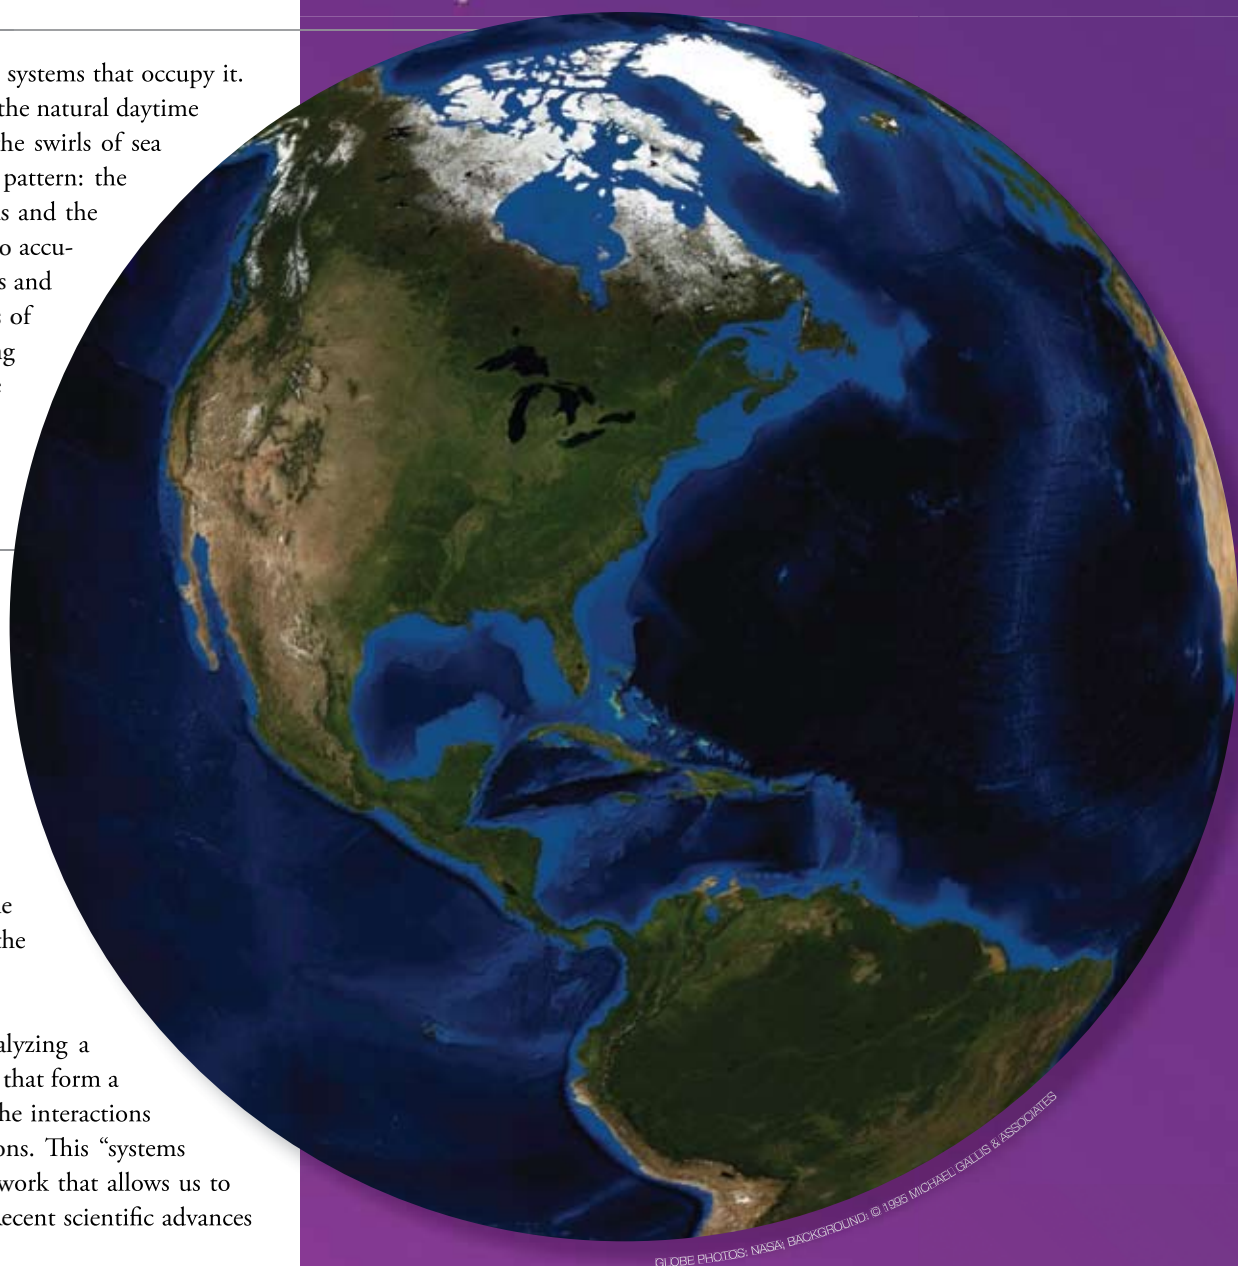 systems that occupy it.
the natural daytime
he swirls of sea
pattern: the
s and the
o accu-
s and
of
g
e
the
alyzing a
that form a
he interactions
ons. This “systems
work that allows us to
Recent scientific advances
GLOBE PHOTOS: NASA; BACKGROUND: © 1995 MICHAEL GALLIS & ASSOCIATES